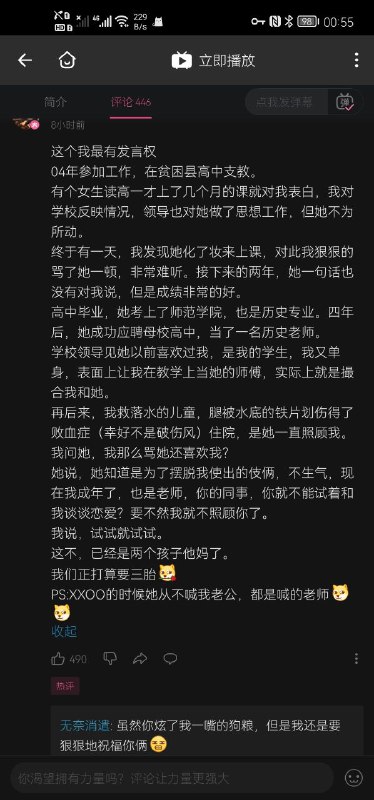 4G
229
B/s
98
00:55
立即播放
简介
评论 446
点我发弹幕
弹
8小时前
这个我最有发言权
04年参加工作，在贫困县高中支教。
有个女生读高一才上了几个月的课就对我表白，我对
学校反映情况，领导也对她做了思想工作，但她不为
所动。
终于有一天，我发现她化了妆来上课，对此我狠狠的
骂了她一顿，非常难听。接下来的两年，她一句话也
没有对我说，但是成绩非常的好。
高中毕业，她考上了师范学院，也是历史专业。四年
后，她成功应聘母校高中，当了一名历史老师。
学校领导见她以前喜欢过我，是我的学生，我又单
身，表面上让我在教学上当她的师傅，实际上就是撮
合我和她。
再后来，我救落水的儿童，腿被水底的铁片划伤得了
败血症（幸好不是破伤风）住院，是她一直照顾我。
我问她，我那么骂她还喜欢我？
她说，她知道是为了摆脱我使出的伎俩，不生气，现
在我成年了，也是老师，你的同事，你就不能试着和
我谈谈恋爱？要不然我就不照顾你了。
我说，试试就试试。
这不，已经是两个孩子他妈了。
我们正打算要三胎
PS:XXOO的时候她从不喊我老公，都是喊的老师
收起
490
热评
无奈消遣: 虽然你炫了我一嘴的狗粮，但是我还是要
狠狠地祝福你俩
你渴望拥有力量吗？评论让力量更强大